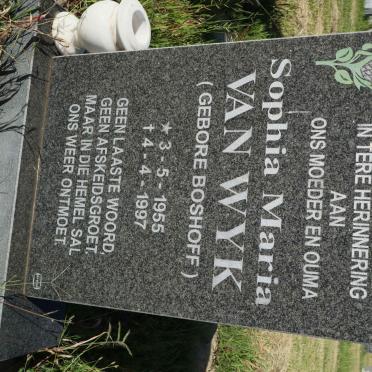 IN TERE HERINNERING
AAN
ONS MOEDER EN OUMA
Sophia Maria
VAN WYK
(GEBORE BOSHOFF)
★ 3-5-1955
✝ 4-4-1997
GEEN LAASTE WOORD,
GEEN AFSKEIDSGROET,
MAAR IN DIE HEMEL SAL
ONS WEER ONTMOET.